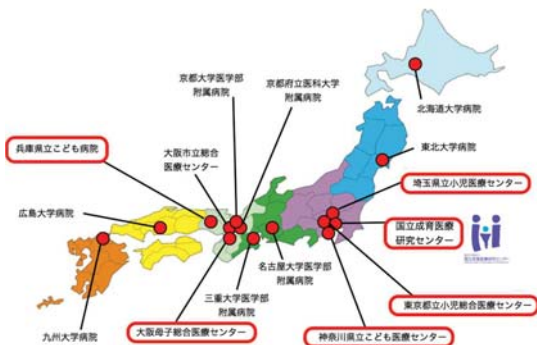 京都大学医学部
附属病院
京都府立医科大学
附属病院
北海道大学病院
兵庫県立こども病院
大阪市立総合
医療センター
東北大学病院
埼玉県立小児医療センター
広島大学病院
国立成育医療
研究センター
名古屋大学医学部
附属病院
三重大学医学部
附属病院
東京都立小児総合医療センター
九州大学病院
大阪母子総合医療センター
神奈川県立こども医療センター